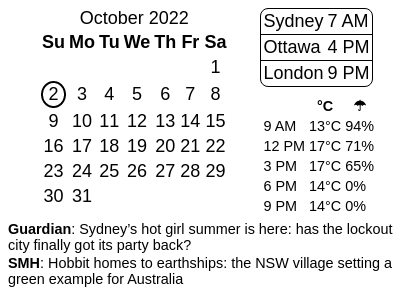 October 2022
Su Mo Tu We Th Fr Sa
1
2 3 4 5 6 7 8
9 10 11 12 13 14 15
16 17 18 19 20 21 22
23 24 25 26 27 28 29
30 31
Sydney 7 AM
Ottawa 4 PM
London 9 PM
°C ☂
9 AM 13°C 94%
12 PM 17°C 71%
3 PM 17°C 65%
6 PM 14°C 0%
9 PM 14°C 0%
Guardian: Sydney’s hot girl summer is here: has the lockout
city finally got its party back?
SMH: Hobbit homes to earthships: the NSW village setting a
green example for Australia